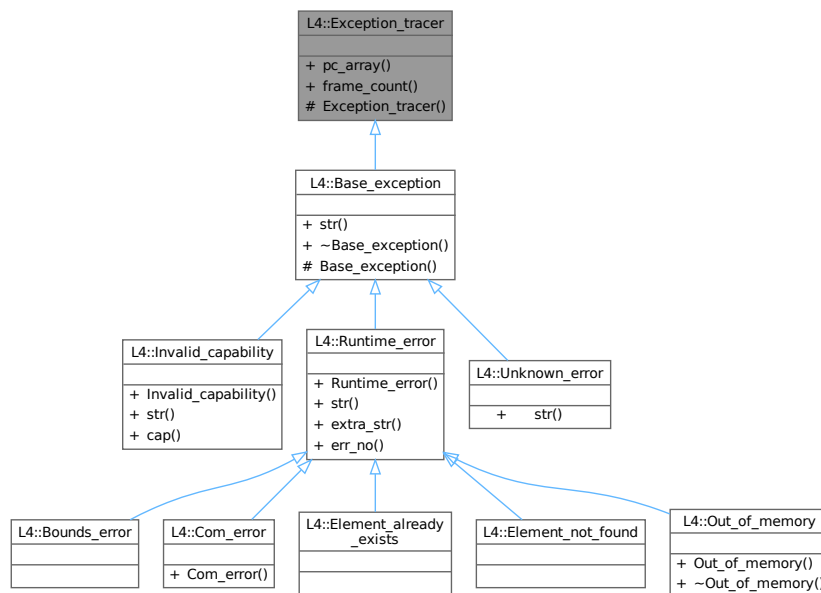 L4::Exception_tracer
+ pc_array()
+ frame_count()
# Exception_tracer()
L4::Base_exception
+ str()
+ ~Base_exception()
# Base_exception()
L4::Invalid_capability
+ Invalid_capability()
+ str()
+ cap()
L4::Runtime_error
+ Runtime_error()
+ str()
+ extra_str()
+ err_no()
L4::Unknown_error
+ str()
L4::Bounds_error
L4::Com_error
+ Com_error()
L4::Element_already
_exists
L4::Element_not_found
L4::Out_of_memory
+ Out_of_memory()
+ ~Out_of_memory()